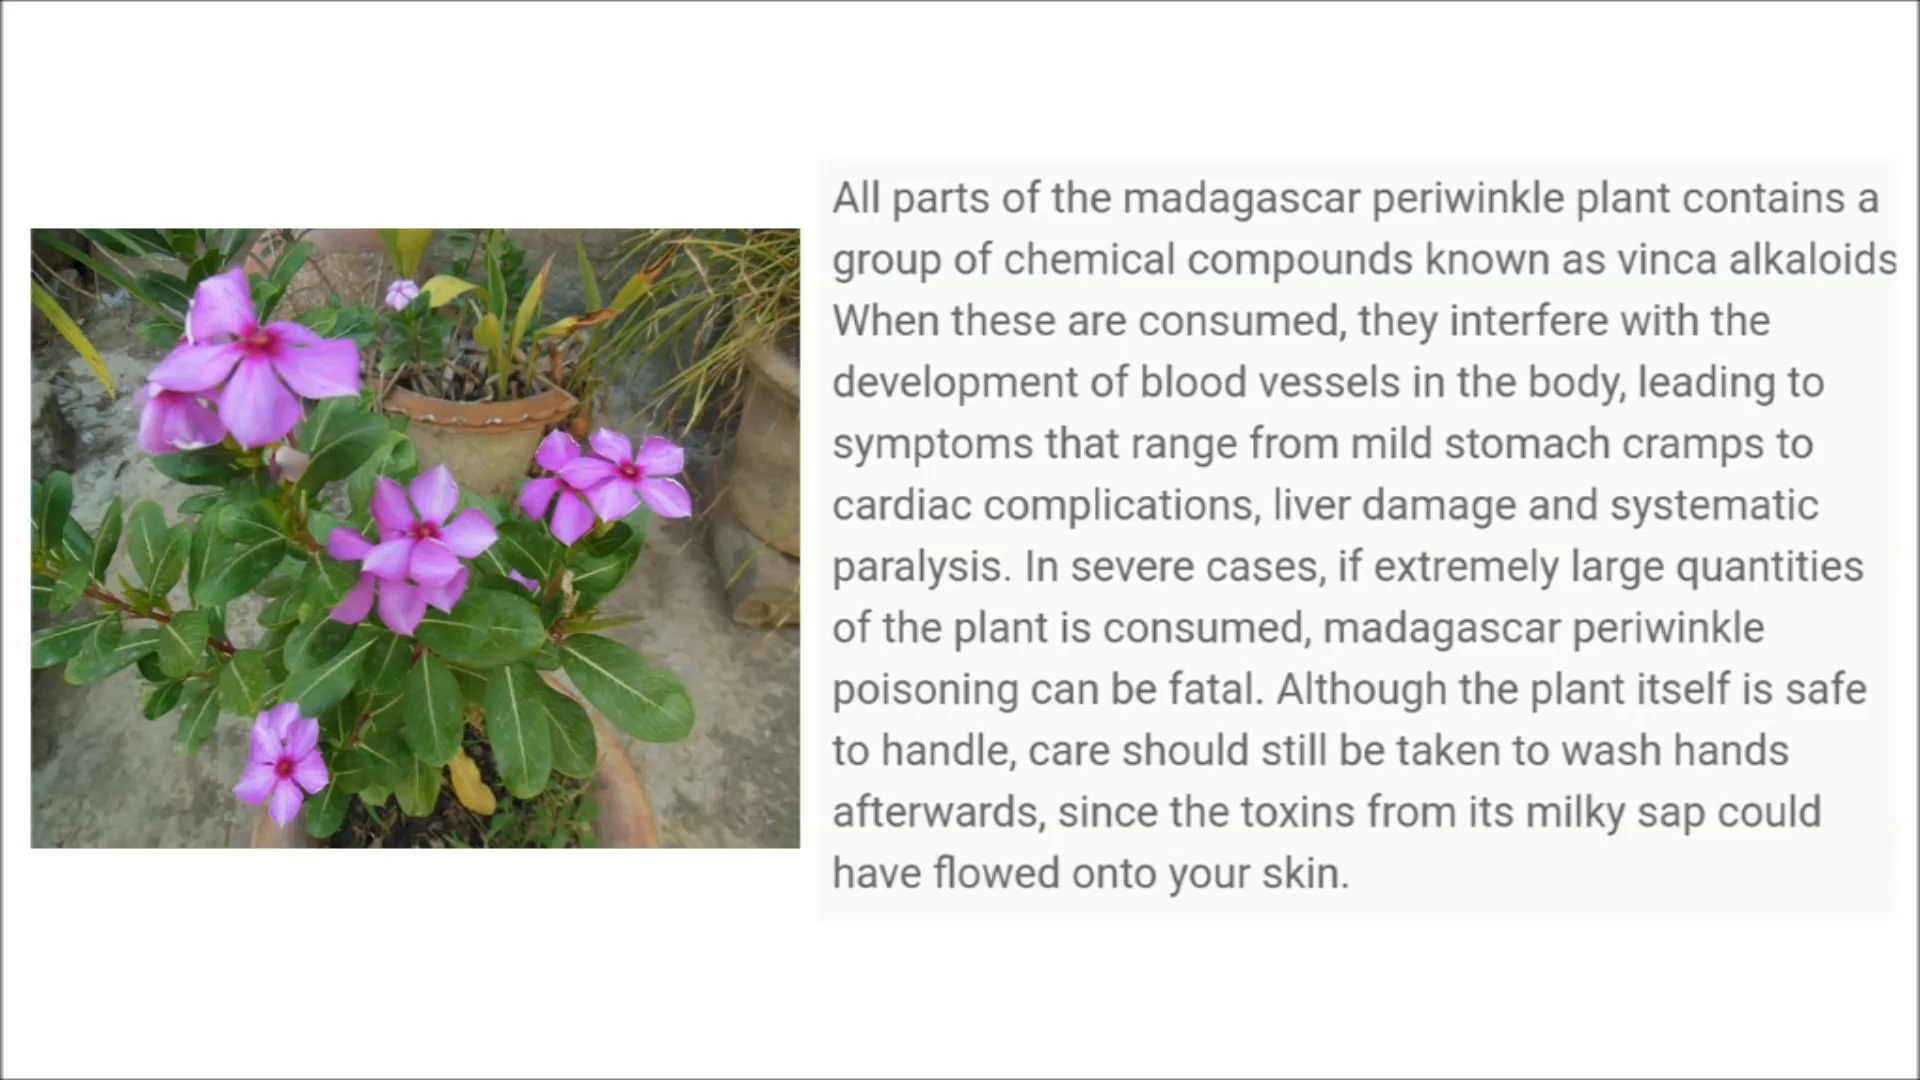 All parts of the madagascar periwinkle plant contains a
group of chemical compounds known as vinca alkaloids
When these are consumed, they interfere with the
development of blood vessels in the body, leading to
symptoms that range from mild stomach cramps to
cardiac complications, liver damage and systematic
paralysis. In severe cases, if extremely large quantities
of the plant is consumed, madagascar periwinkle
poisoning can be fatal. Although the plant itself is safe
to handle, care should still be taken to wash hands
afterwards, since the toxins from its milky sap could
have flowed onto your skin.